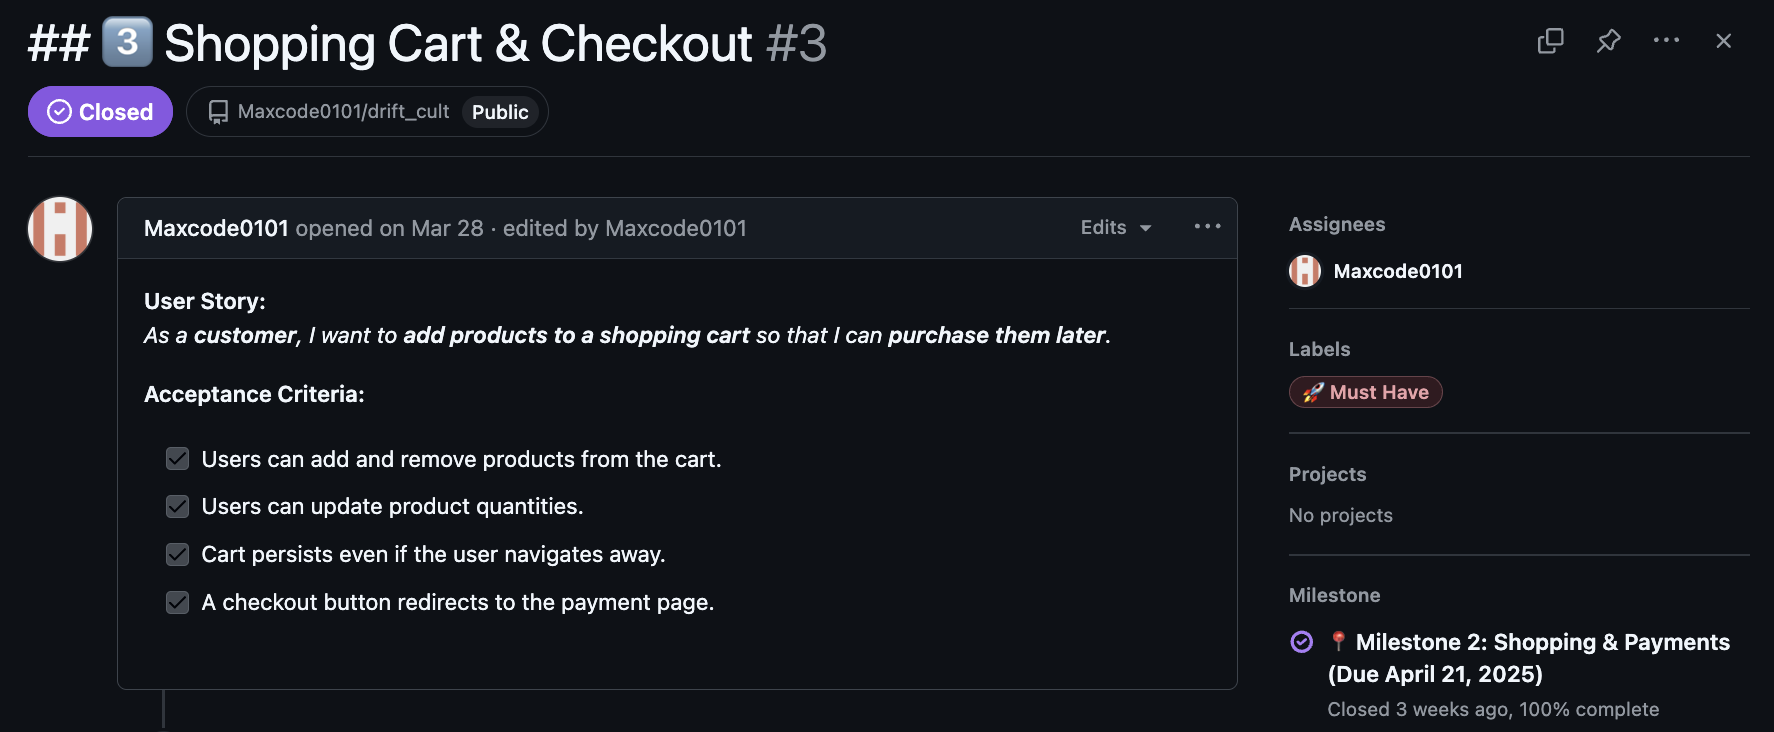 ## 3️⃣ Shopping Cart & Checkout #3
Closed
Maxcode0101/drift_cult Public
Maxcode0101 opened on Mar 28 · edited by Maxcode0101
Edits
User Story:
As a customer, I want to add products to a shopping cart so that I can purchase them later.
Acceptance Criteria:
Users can add and remove products from the cart.
Users can update product quantities.
Cart persists even if the user navigates away.
A checkout button redirects to the payment page.
Assignees
Maxcode0101
Labels
🚀 Must Have
Projects
No projects
Milestone
📍 Milestone 2: Shopping & Payments
(Due April 21, 2025)
Closed 3 weeks ago, 100% complete